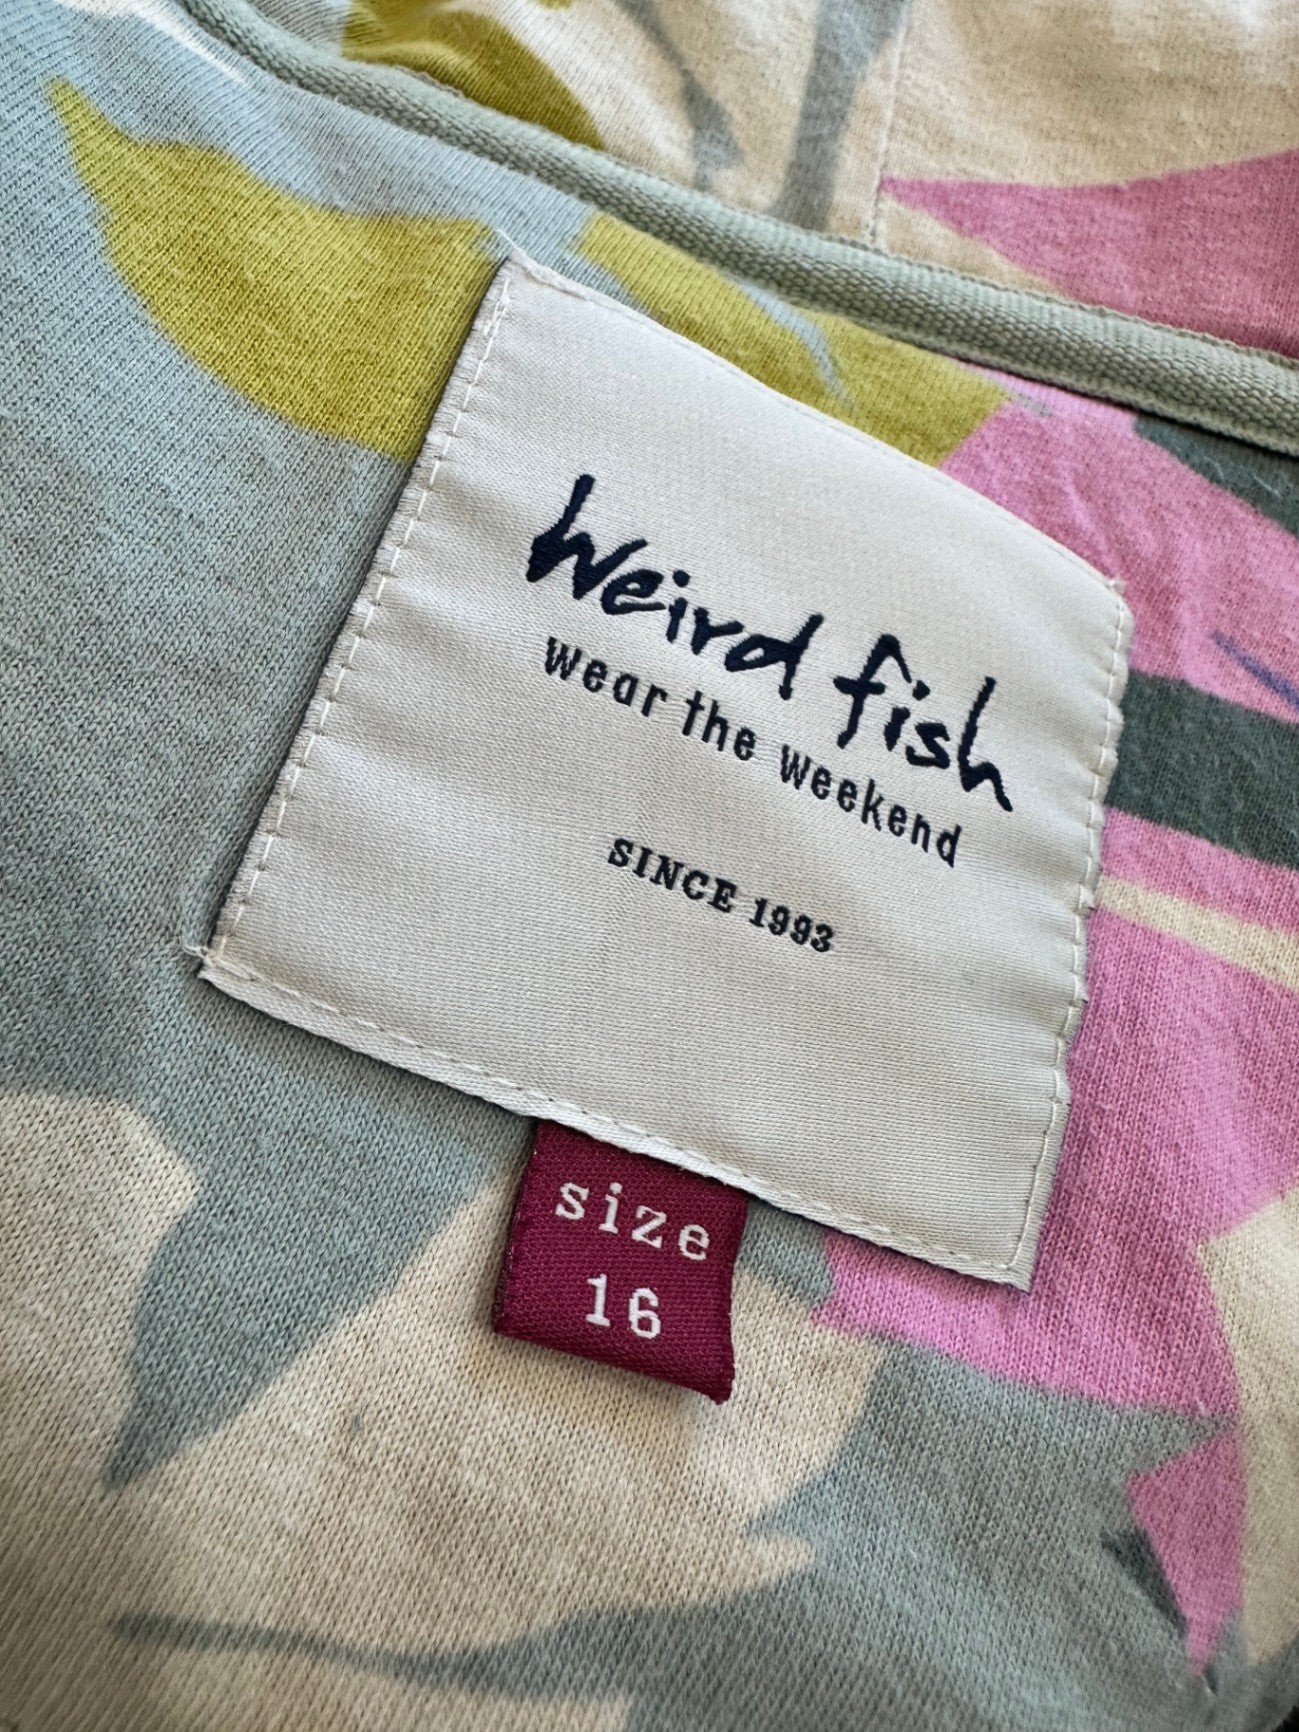 Weird fish
wear the weekend
SINCE 1993
size
16